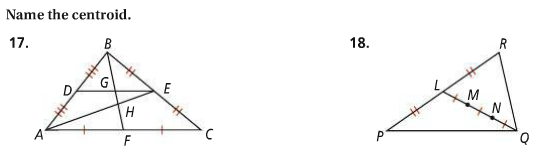 Name the centroid.
17. 18.
B R
D G E L M
H N
A F C P Q